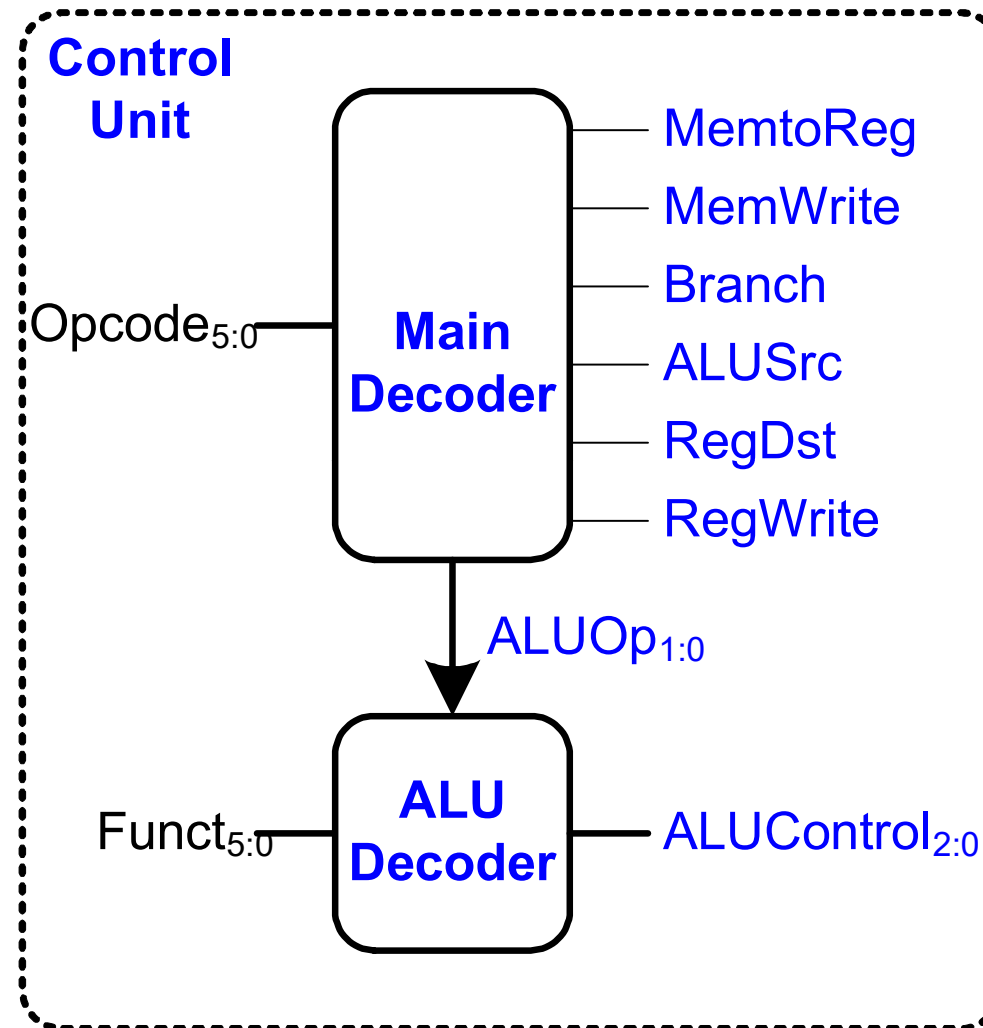 Control
Unit
MemtoReg
MemWrite
Branch
Opcode5:0
Main
Decoder
ALUSrc
RegDst
RegWrite
ALUOp1:0
ALU
Decoder
Funct5:0
ALUControl2:0